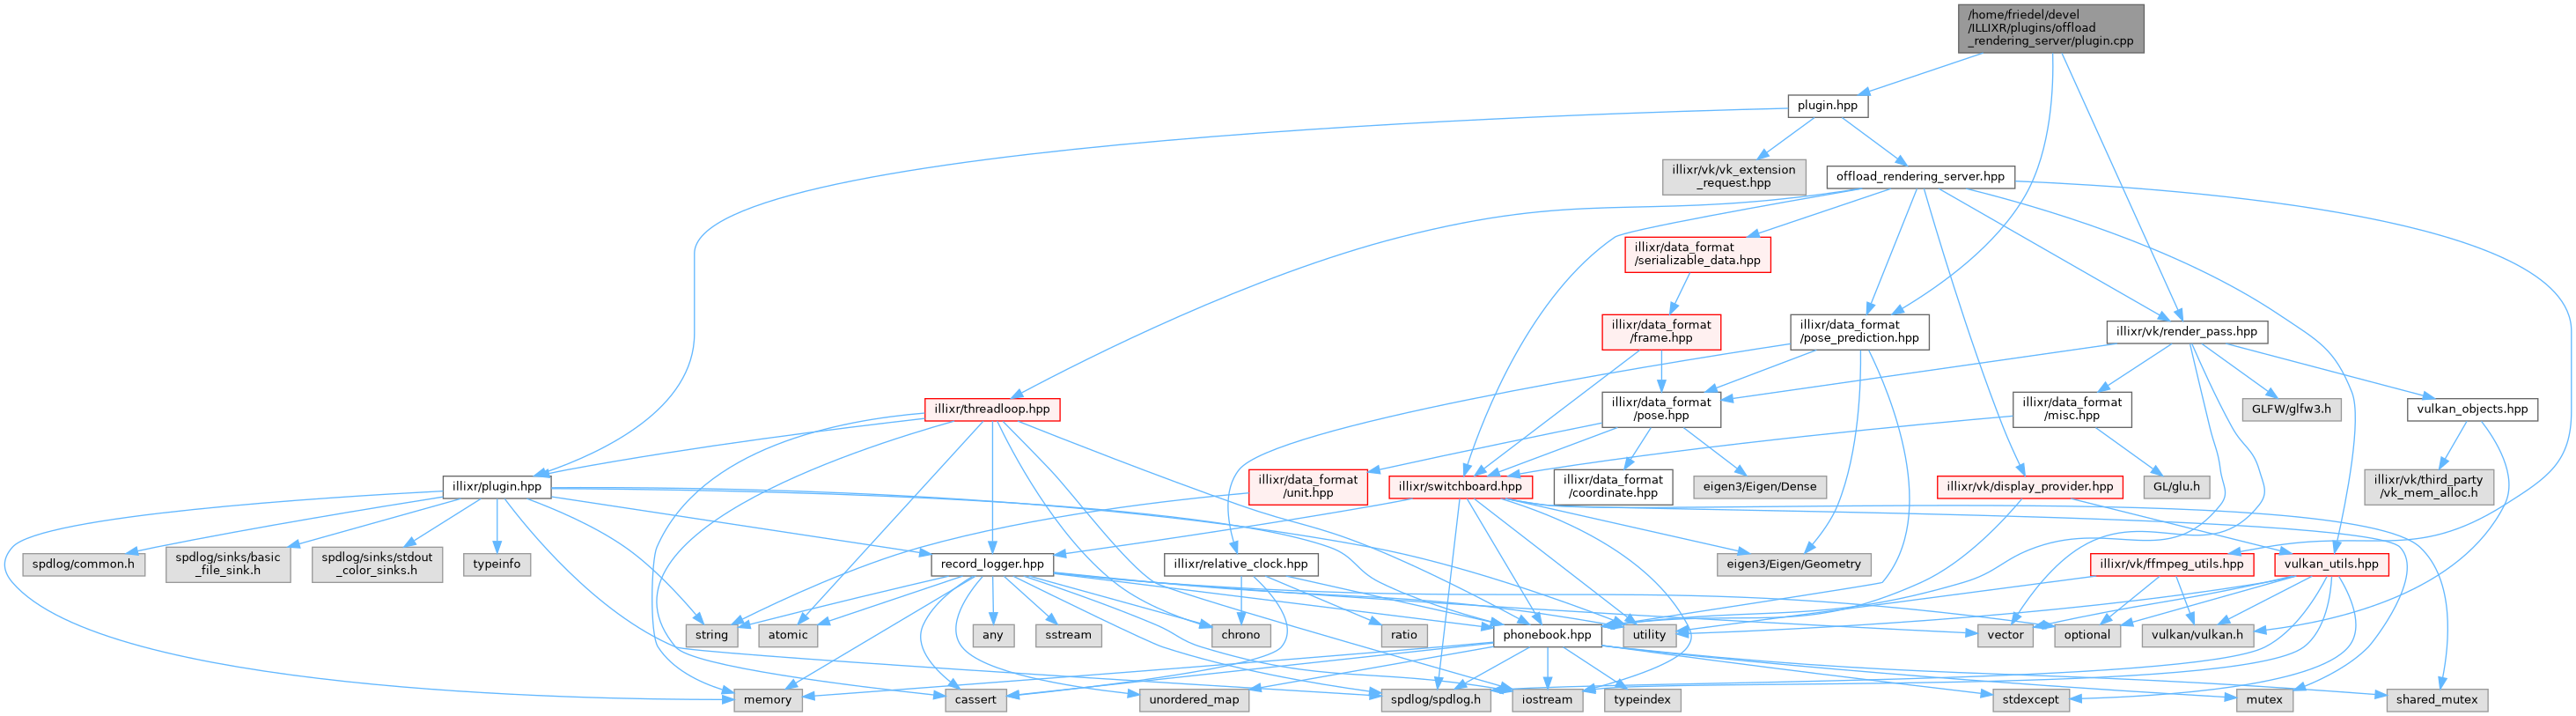 /home/friedel/devel
/ILLIXR/plugins/offload
_rendering_server/plugin.cpp
plugin.hpp
illixr/vk/vk_extension
_request.hpp
offload_rendering_server.hpp
illixr/data_format
/serializable_data.hpp
illixr/data_format
/frame.hpp
illixr/data_format
/pose_prediction.hpp
illixr/vk/render_pass.hpp
illixr/threadloop.hpp
illixr/data_format
/pose.hpp
illixr/data_format
/misc.hpp
GLFW/glfw3.h
vulkan_objects.hpp
illixr/plugin.hpp
illixr/data_format
/unit.hpp
illixr/switchboard.hpp
illixr/data_format
/coordinate.hpp
eigen3/Eigen/Dense
illixr/vk/display_provider.hpp
GL/glu.h
illixr/vk/third_party
/vk_mem_alloc.h
spdlog/common.h
spdlog/sinks/basic
_file_sink.h
spdlog/sinks/stdout
_color_sinks.h
typeinfo
record_logger.hpp
illixr/relative_clock.hpp
eigen3/Eigen/Geometry
illixr/vk/ffmpeg_utils.hpp
vulkan_utils.hpp
string
atomic
any
sstream
chrono
ratio
phonebook.hpp
utility
vector
optional
vulkan/vulkan.h
memory
cassert
unordered_map
spdlog/spdlog.h
iostream
typeindex
stdexcept
mutex
shared_mutex